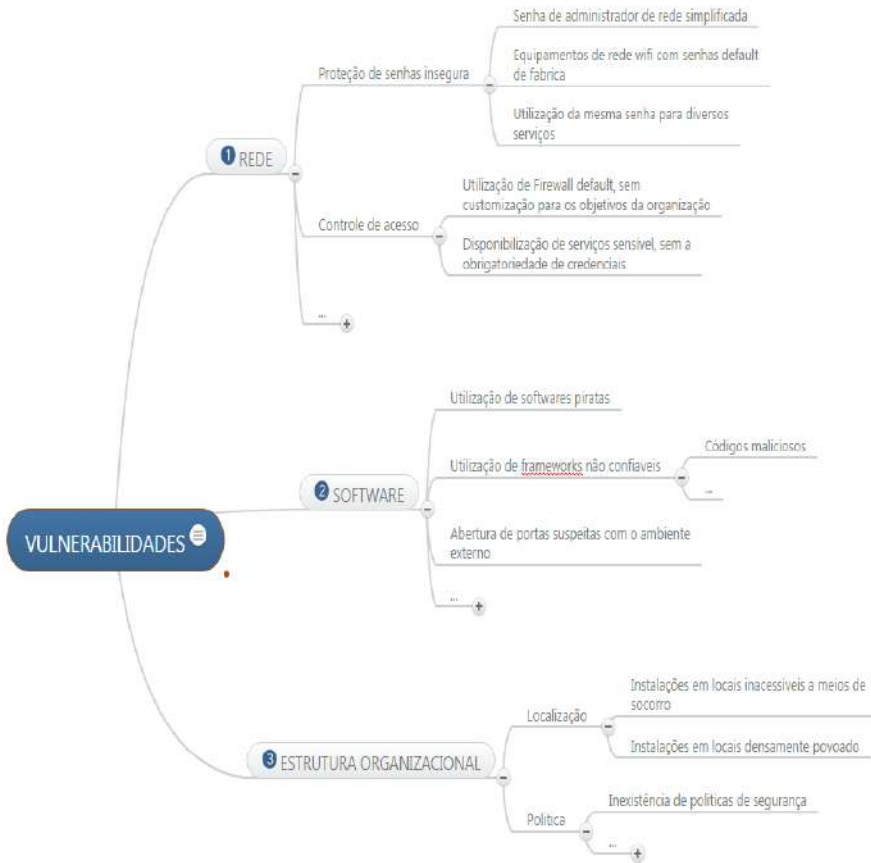 Senha de administrador de rede simplificada
Proteção de senhas insegura
Equipamentos de rede wifi com senhas default
de fabrica
Utilização da mesma senha para diversos
serviços
1 REDE
Utilização de Firewall default, sem
customização para os objetivos da organização
Controle de acesso
Disponibilização de serviços sensível, sem a
obrigatoriedade de credenciais
...
Utilização de softwares piratas
Códigos maliciosos
Utilização de frameworks não confiaveis
...
2 SOFTWARE
Abertura de portas suspeitas com o ambiente
externo
...
VULNERABILIDADES
Instalações em locais inacessíveis a meios de
socorro
Localização
Instalações em locais densamente povoado
3 ESTRUTURA ORGANIZACIONAL
Inexistência de politicas de segurança
Politica
...